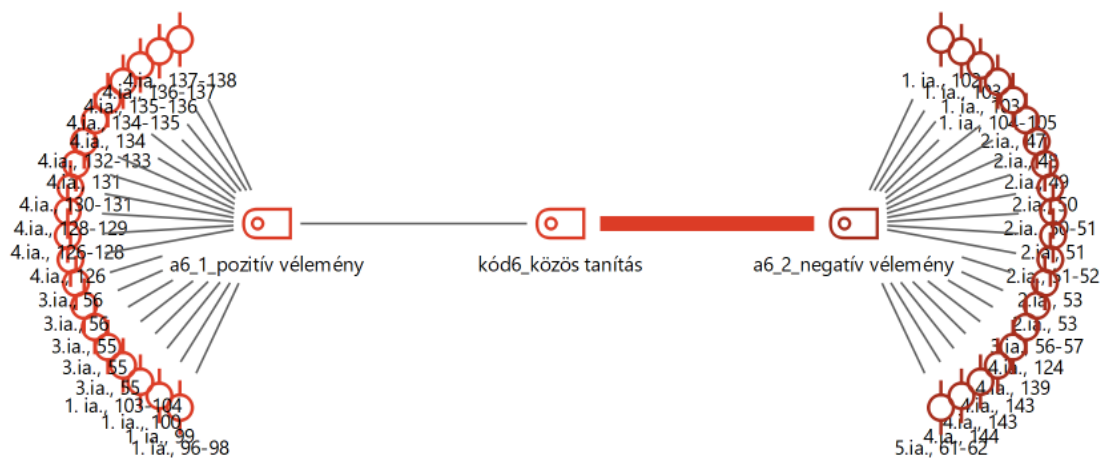 4.ia., 137-138
4.ia., 136-137
4.ia., 135-136
4.ia., 134-135
4.ia., 134
4.ia., 132-133
4.ia., 131
4.ia., 130-131
4.ia., 128-129
4.ia., 126-128
4.ia., 126
3.ia., 56
3.ia., 56
3.ia., 55
3.ia., 55
3.ia., 55
1. ia., 103-104
1. ia., 100
1. ia., 99
1. ia., 96-98
a6_1_pozitív vélemény
kód6_közös tanítás
a6_2_negatív vélemény
1. ia., 102
1. ia., 103
1. ia., 103
1. ia., 104-105
2.ia., 47
2.ia., 48
2.ia., 49
2.ia., 50
2.ia., 50-51
2.ia., 51
2.ia., 51-52
2.ia., 53
2.ia., 53
3.ia., 56-57
4.ia., 124
4.ia., 139
4.ia., 143
4.ia., 143
4.ia., 144
5.ia., 61-62